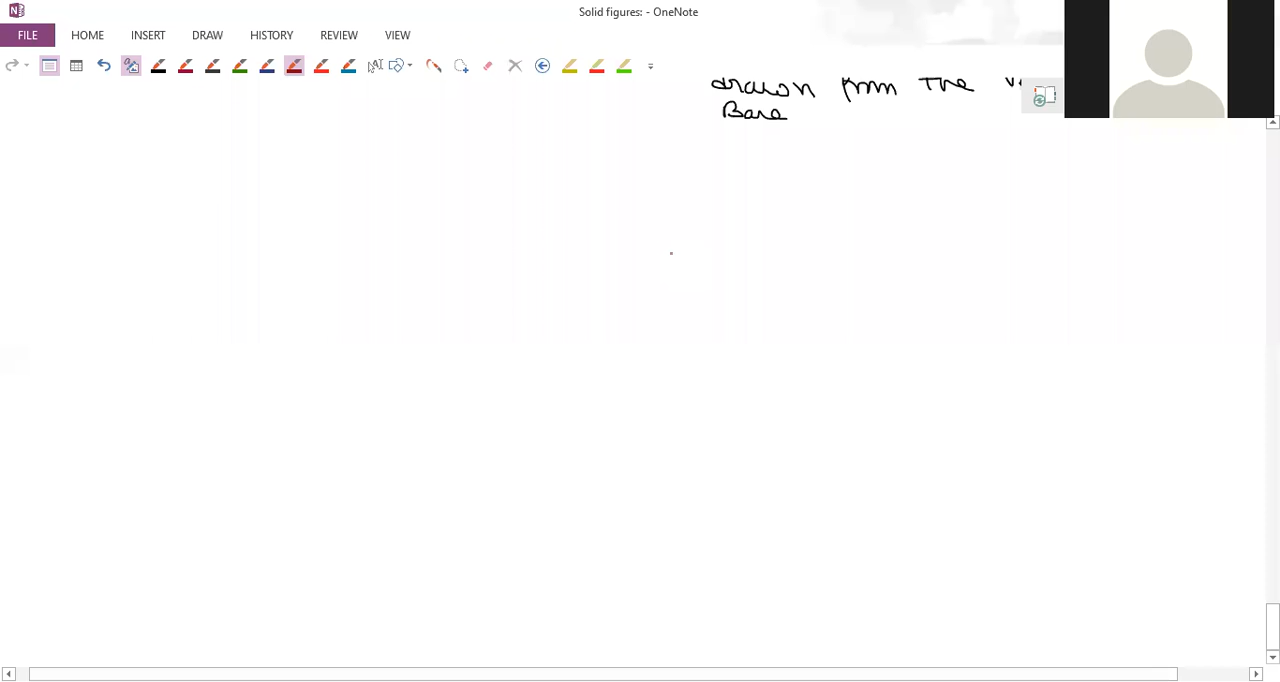 Solid figures: - OneNote
FILE HOME INSERT DRAW HISTORY REVIEW VIEW
drawn from The
Base